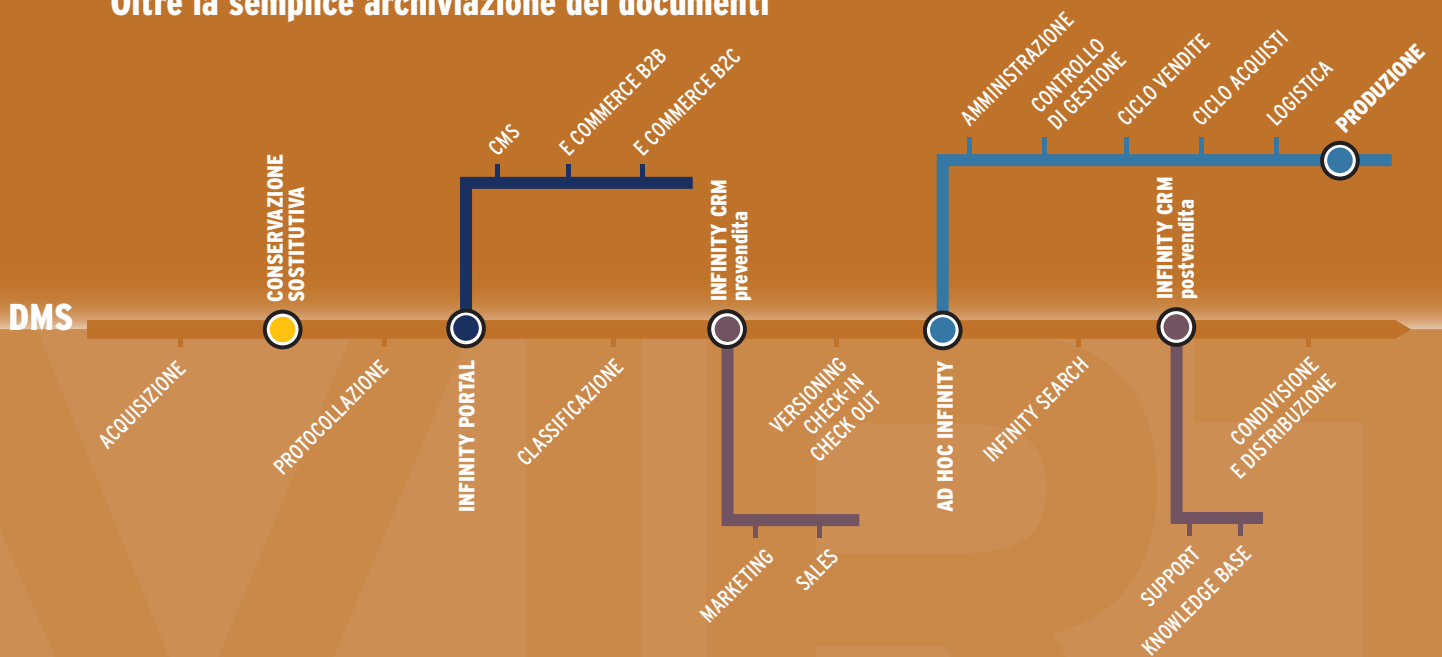 Oltre la semplice archiviazione dei documenti
AMMINISTRAZIONE
CONTROLLO
DI GESTIONE
CICLO VENDITE
CICLO ACQUISTI
LOGISTICA
PRODUZIONE
CMS
E COMMERCE B2B
E COMMERCE B2C
CONSERVAZIONE
SOSTITUTIVA
INFINITY CRM
prevendita
INFINITY CRM
postvendita
DMS
ACQUISIZIONE
PROTOCOLLAZIONE
INFINITY PORTAL
CLASSIFICAZIONE
VERSIONING
CHECK-IN
CHECK OUT
AD HOC INFINITY
INFINITY SEARCH
CONDIVISIONE
E DISTRIBUZIONE
MARKETING
SALES
SUPPORT
KNOWLEDGE BASE